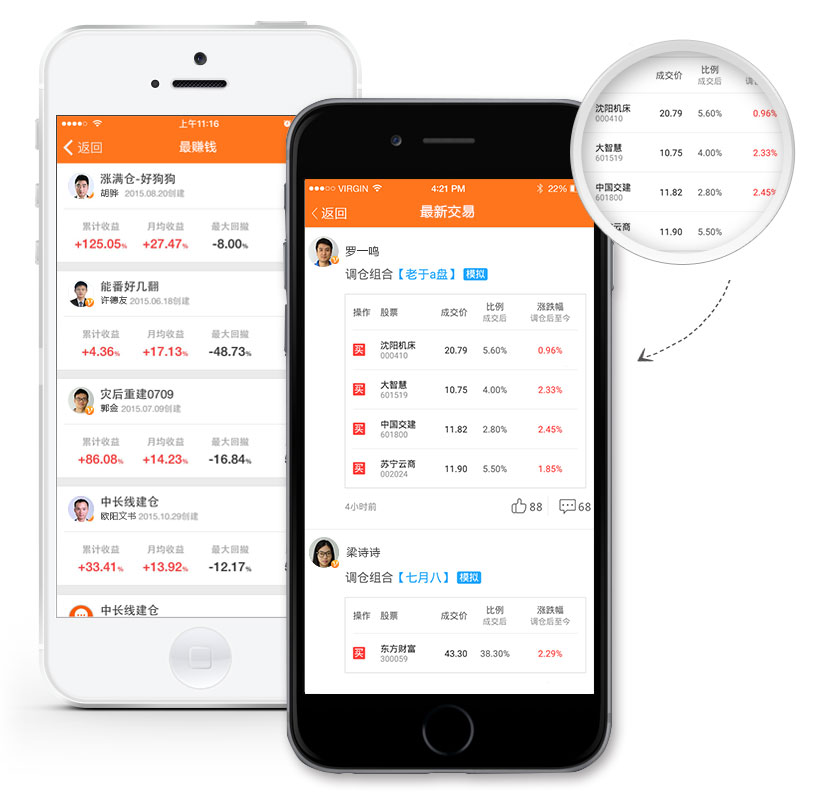 上午11:16
返回
最赚钱
涨满仓-好狗狗
胡骅 2015.08.20创建
累计收益 月均收益 最大回撤
+125.05% +27.47% -8.00%
能番好几翻
许德友 2015.06.18创建
累计收益 月均收益 最大回撤
+4.36% +17.13% -48.73%
灾后重建0709
郭金 2015.07.09创建
累计收益 月均收益 最大回撤
+86.08% +14.23% -16.84%
中长线建仓
欧阳文书 2015.10.29创建
累计收益 月均收益 最大回撤
+33.41% +13.92% -12.17%
中长线建仓
VIRGIN 4:21 PM 22%
返回
最新交易
罗一鸣
调仓组合【老于a盘】 模拟
操作 股票 成交价 比例 涨跌幅
成交后 调仓后至今
买 沈阳机床 20.79 5.60% 0.96%
000410
买 大智慧 10.75 4.00% 2.33%
601519
买 中国交建 11.82 2.80% 2.45%
601800
买 苏宁云商 11.90 5.50% 1.85%
002024
4小时前 88 68
梁诗诗
调仓组合【七月八】 模拟
操作 股票 成交价 比例 涨跌幅
成交后 调仓后至今
买 东方财富 43.30 38.30% 2.29%
300059
成交价 比例
成交后 调
沈阳机床 20.79 5.60% 0.96%
000410
大智慧 10.75 4.00% 2.33%
601519
中国交建 11.82 2.80% 2.45%
601800
云商 11.90 5.50%